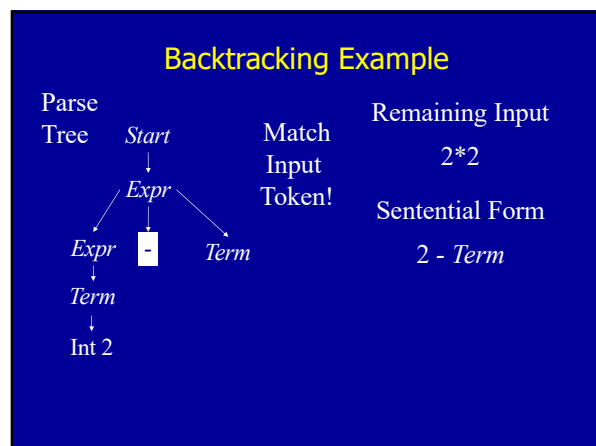 Backtracking Example
Parse
Tree
Start
Expr
Expr
-
Term
Term
Int 2
Match
Input
Token!
Remaining Input
2*2
Sentential Form
2 - Term